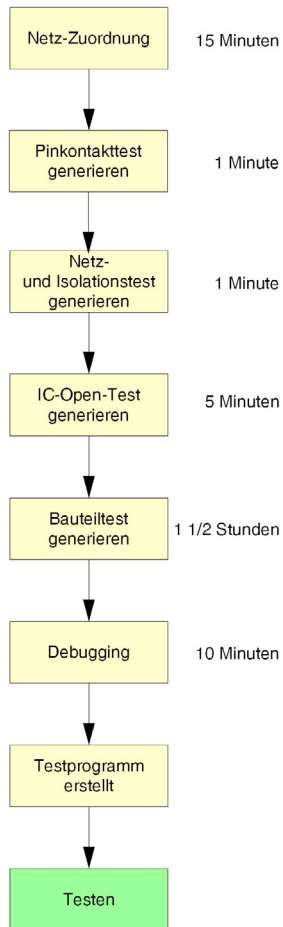 Netz-Zuordnung
15 Minuten
Pinkontakttest
generieren
1 Minute
Netz-
und Isolationstest
generieren
1 Minute
IC-Open-Test
generieren
5 Minuten
Bauteiltest
generieren
1 1/2 Stunden
Debugging
10 Minuten
Testprogramm
erstellt
Testen